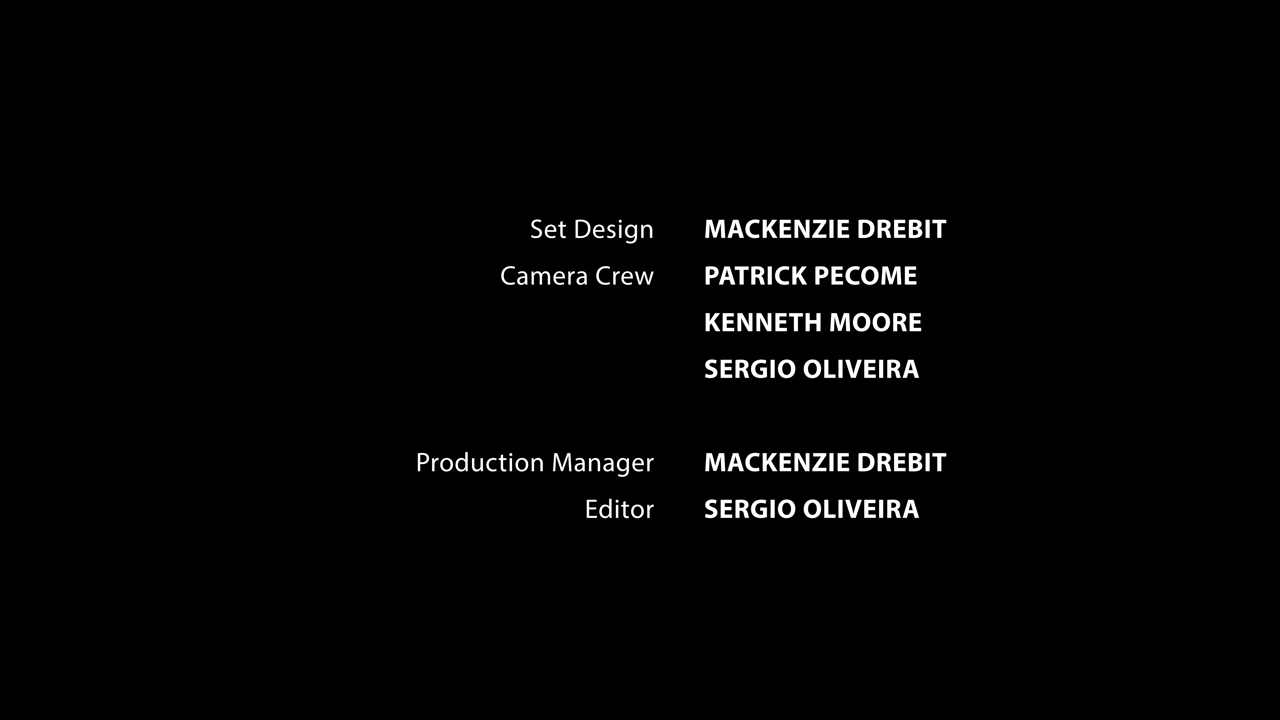 Set Design MACKENZIE DREBIT
Camera Crew PATRICK PECOME
KENNETH MOORE
SERGIO OLIVEIRA
Production Manager MACKENZIE DREBIT
Editor SERGIO OLIVEIRA